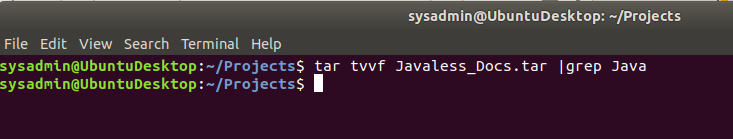 sysadmin@UbuntuDesktop: ~/Projects
File Edit View Search Terminal Help
sysadmin@UbuntuDesktop:~/Projects$ tar tvvf Javaless_Docs.tar |grep Java
sysadmin@UbuntuDesktop:~/Projects$